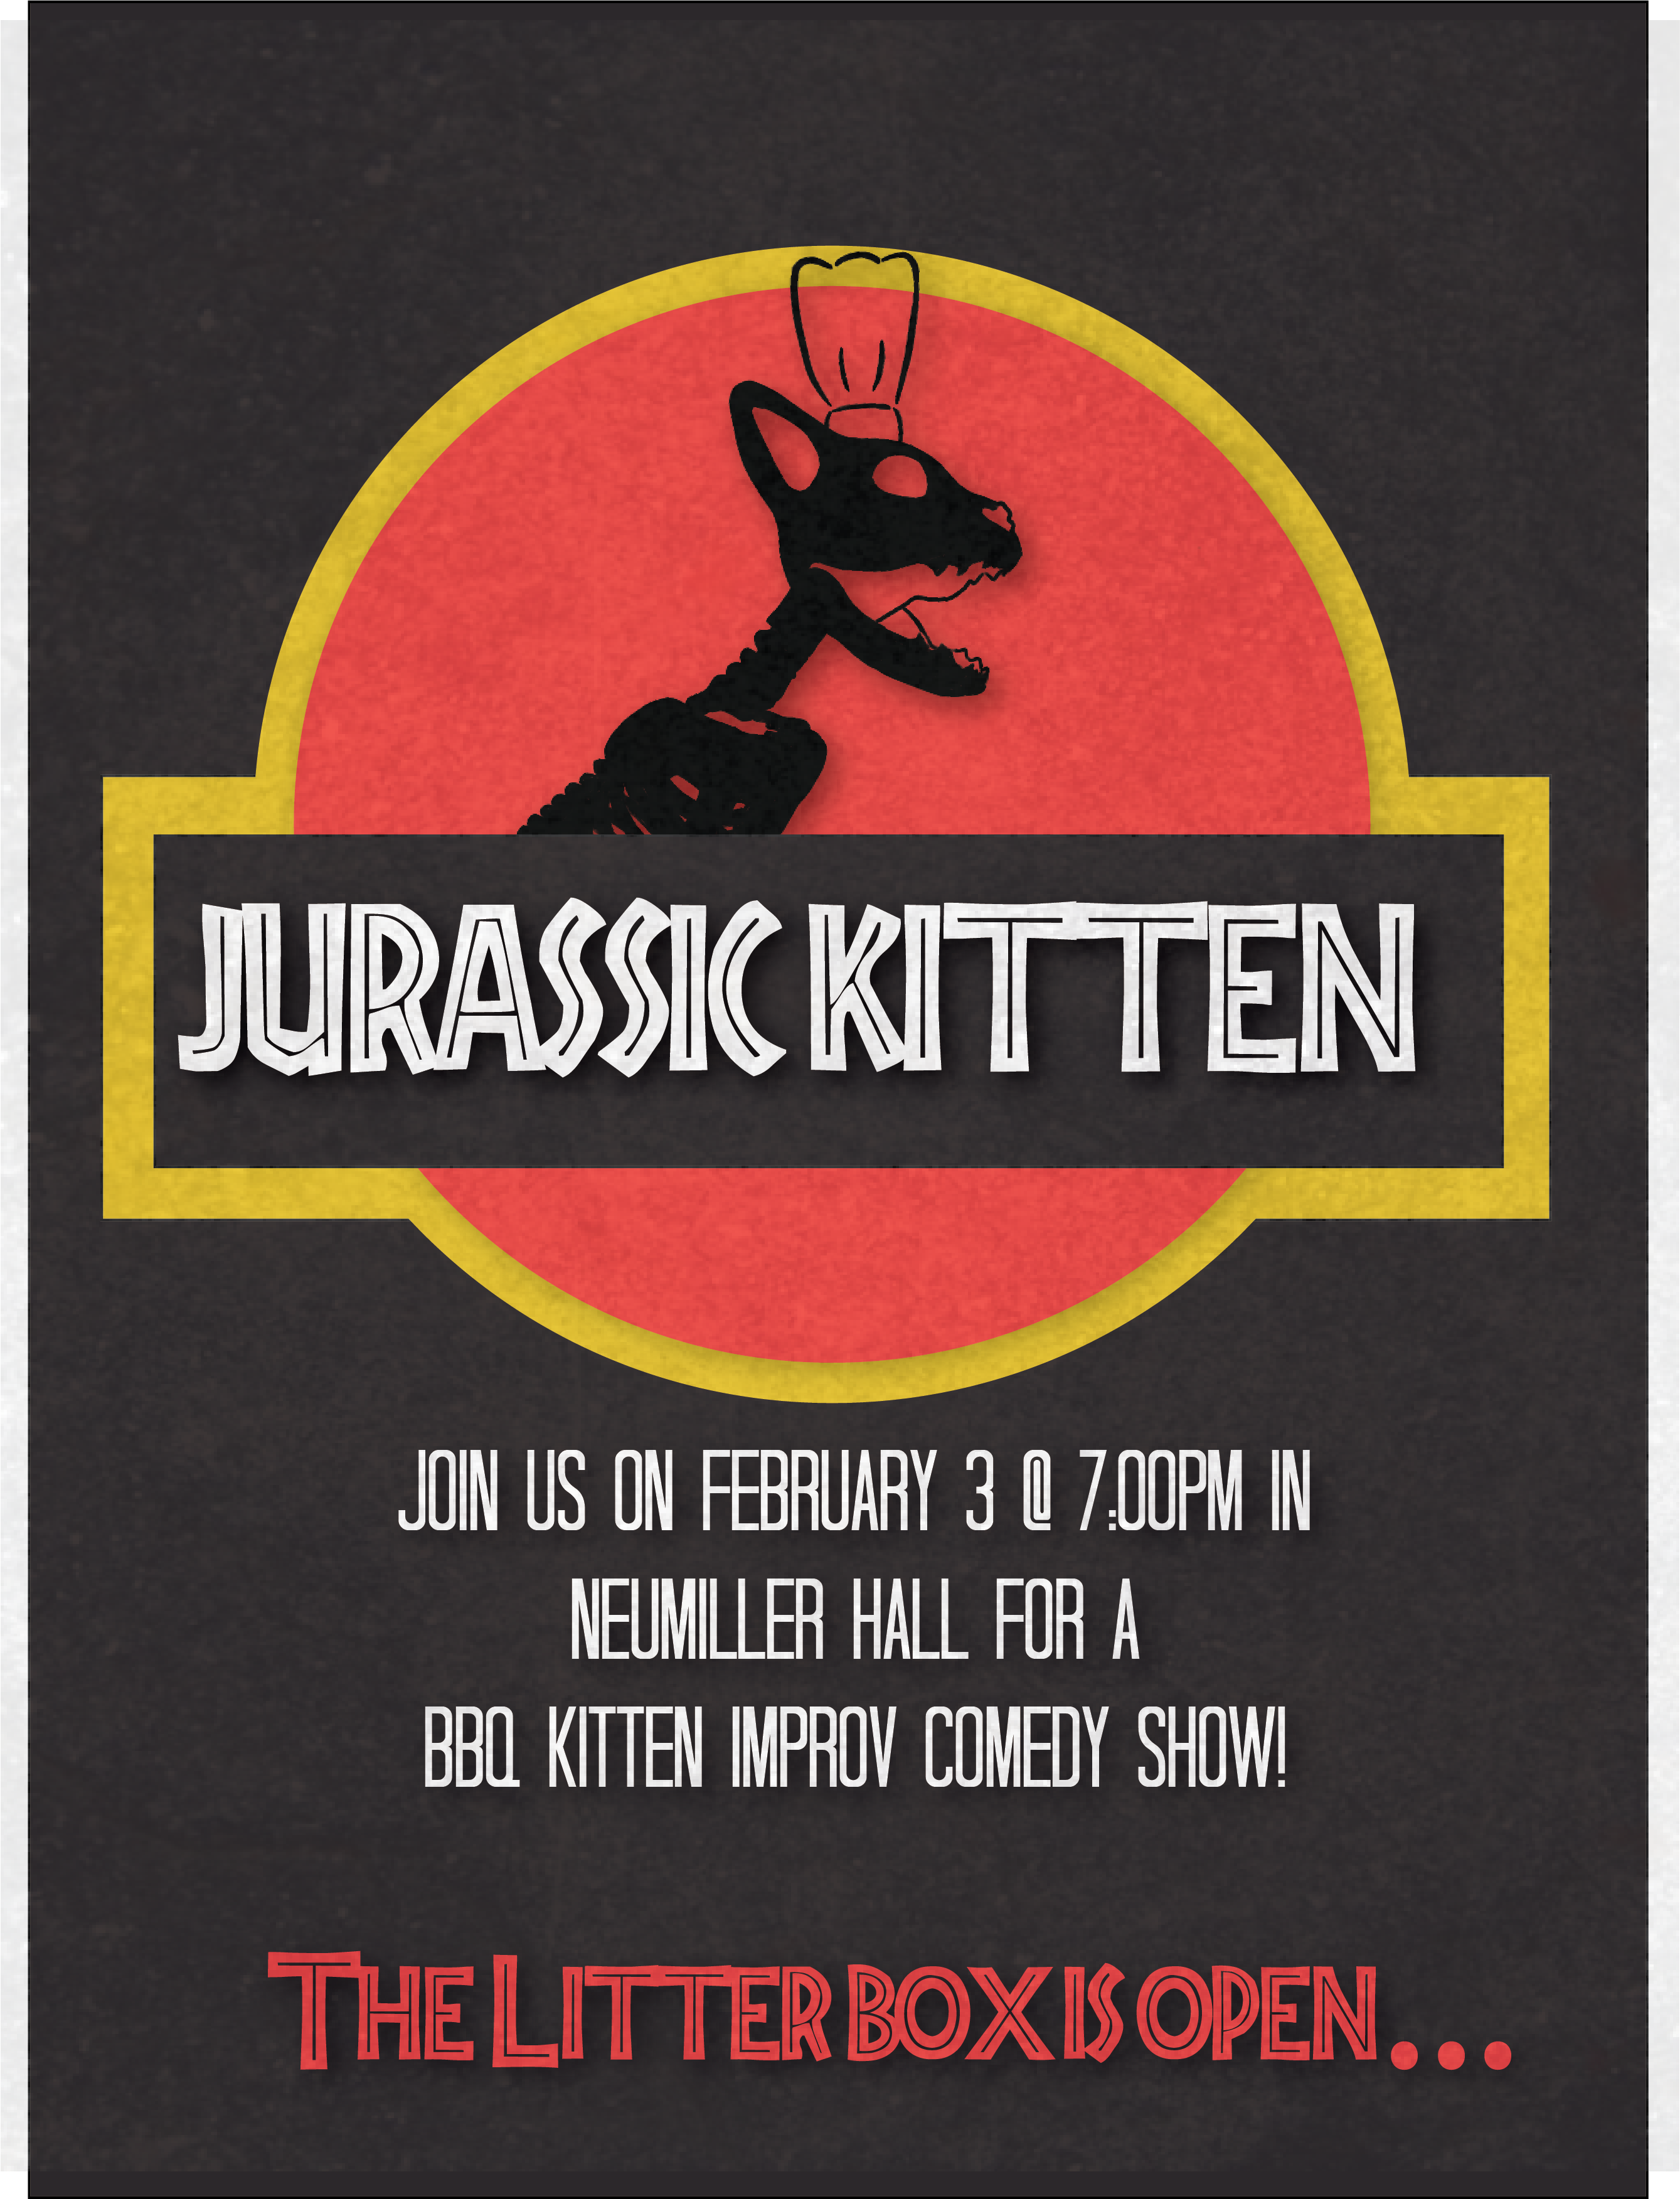 JURASSIC KITTEN
JOIN US ON FEBRUARY 3 @ 7:00PM IN
NEUMILLER HALL FOR A
BBQ KITTEN IMPROV COMEDY SHOW!
THE LITTER BOX IS OPEN...